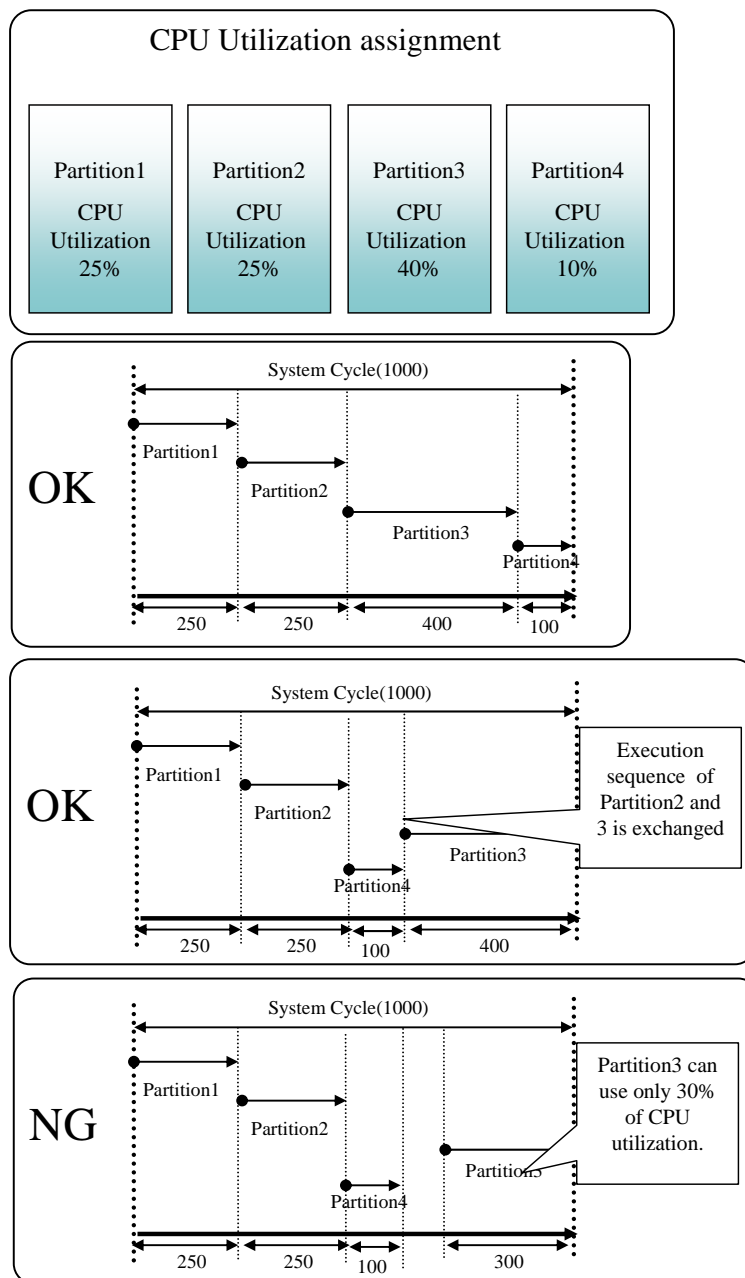 CPU Utilization assignment
Partition1
CPU
Utilization
25%
Partition2
CPU
Utilization
25%
Partition3
CPU
Utilization
40%
Partition4
CPU
Utilization
10%
System Cycle(1000)
OK
Partition1
Partition2
Partition3
Partition4
250
250
400
100
System Cycle(1000)
OK
Partition1
Partition2
Partition3
Partition4
Execution
sequence of
Partition2 and
3 is exchanged
250
250
100
400
System Cycle(1000)
NG
Partition1
Partition2
Partition3
Partition4
Partition3 can
use only 30%
of CPU
utilization.
250
250
100
300